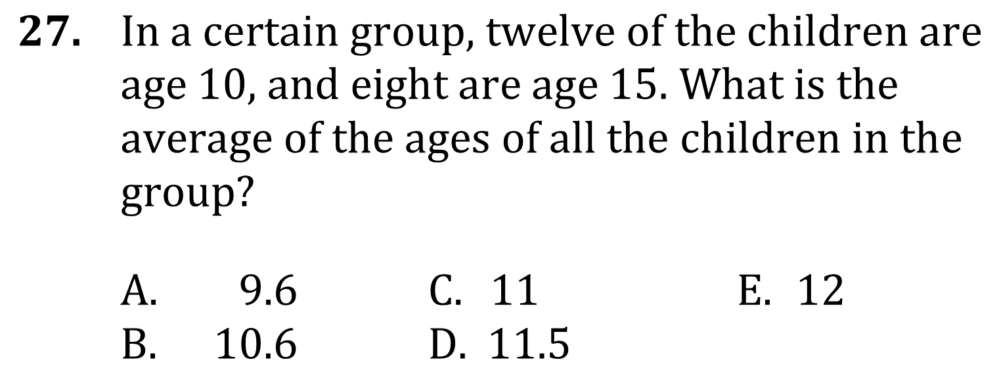 27. In a certain group, twelve of the children are
age 10, and eight are age 15. What is the
average of the ages of all the children in the
group?
A. 9.6 C. 11 E. 12
B. 10.6 D. 11.5